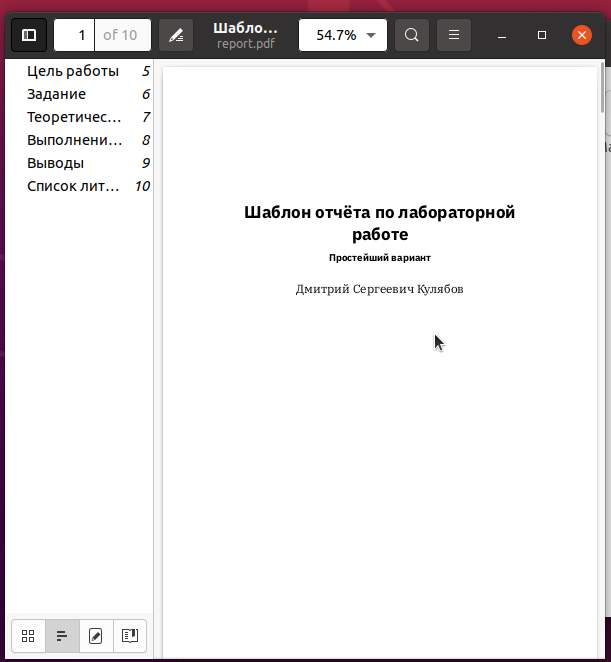 1 of 10
Шабло…
report.pdf
54.7%
Цель работы 5
Задание 6
Теоретичес… 7
Выполнени… 8
Выводы 9
Список лит… 10
Шаблон отчёта по лабораторной
работе
Простейший вариант
Дмитрий Сергеевич Кулябов